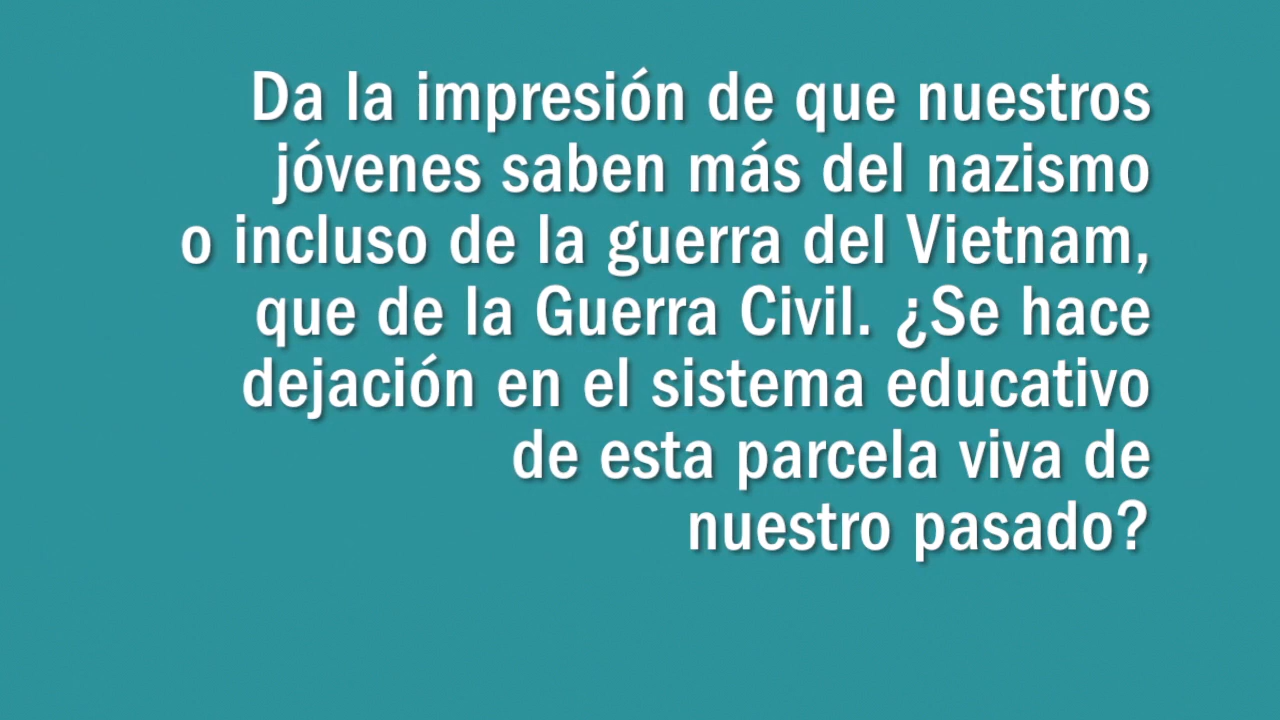 Da la impresión de que nuestros
jóvenes saben más del nazismo
o incluso de la guerra del Vietnam,
que de la Guerra Civil. ¿Se hace
dejación en el sistema educativo
de esta parcela viva de
nuestro pasado?